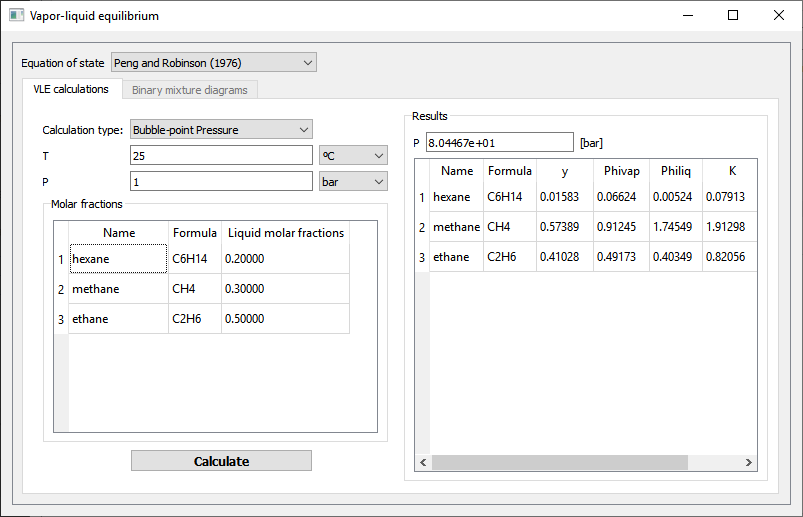 Vapor-liquid equilibrium
Equation of state Peng and Robinson (1976)
VLE calculations Binary mixture diagrams
Calculation type: Bubble-point Pressure
T 25 ºC
P 1 bar
Molar fractions
Name Formula Liquid molar fractions
1 hexane C6H14 0.20000
2 methane CH4 0.30000
3 ethane C2H6 0.50000
Calculate
Results
P 8.04467e+01 [bar]
Name Formula y Phivap Philiq K
1 hexane C6H14 0.01583 0.06624 0.00524 0.07913
2 methane CH4 0.57389 0.91245 1.74549 1.91298
3 ethane C2H6 0.41028 0.49173 0.40349 0.82056